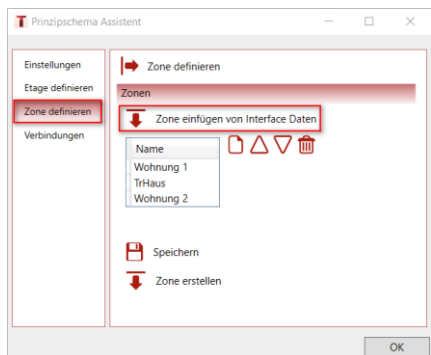 Prinzipschema Assistent
Einstellungen
Etage definieren
Zone definieren
Verbindungen
Zone definieren
Zonen
Zone einfügen von Interface Daten
Name
Wohnung 1
TrHaus
Wohnung 2
Speichern
Zone erstellen
OK